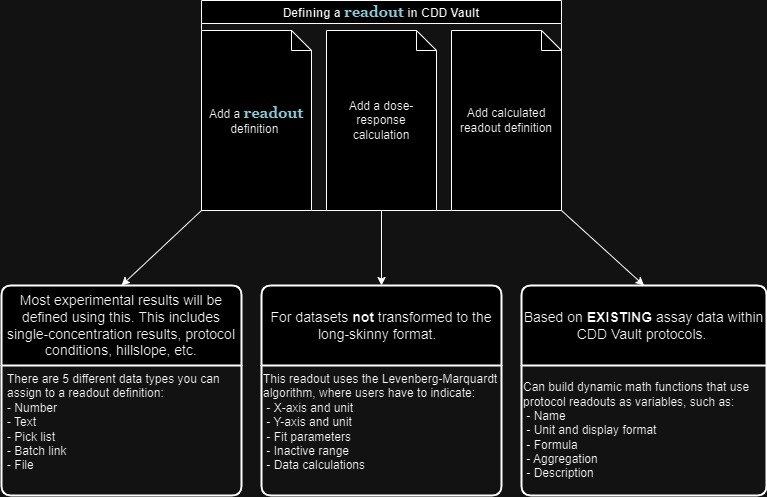 Defining a readout in CDD Vault
Add a readout
definition
Add a dose-
response
calculation
Add calculated
readout definition
Most experimental results will be
defined using this. This includes
single-concentration results, protocol
conditions, hillslope, etc.
There are 5 different data types you can
assign to a readout definition:
- Number
- Text
- Pick list
- Batch link
- File
For datasets not transformed to the
long-skinny format.
This readout uses the Levenberg-Marquardt
algorithm, where users have to indicate:
- X-axis and unit
- Y-axis and unit
- Fit parameters
- Inactive range
- Data calculations
Based on EXISTING assay data within
CDD Vault protocols.
Can build dynamic math functions that use
protocol readouts as variables, such as:
- Name
- Unit and display format
- Formula
- Aggregation
- Description